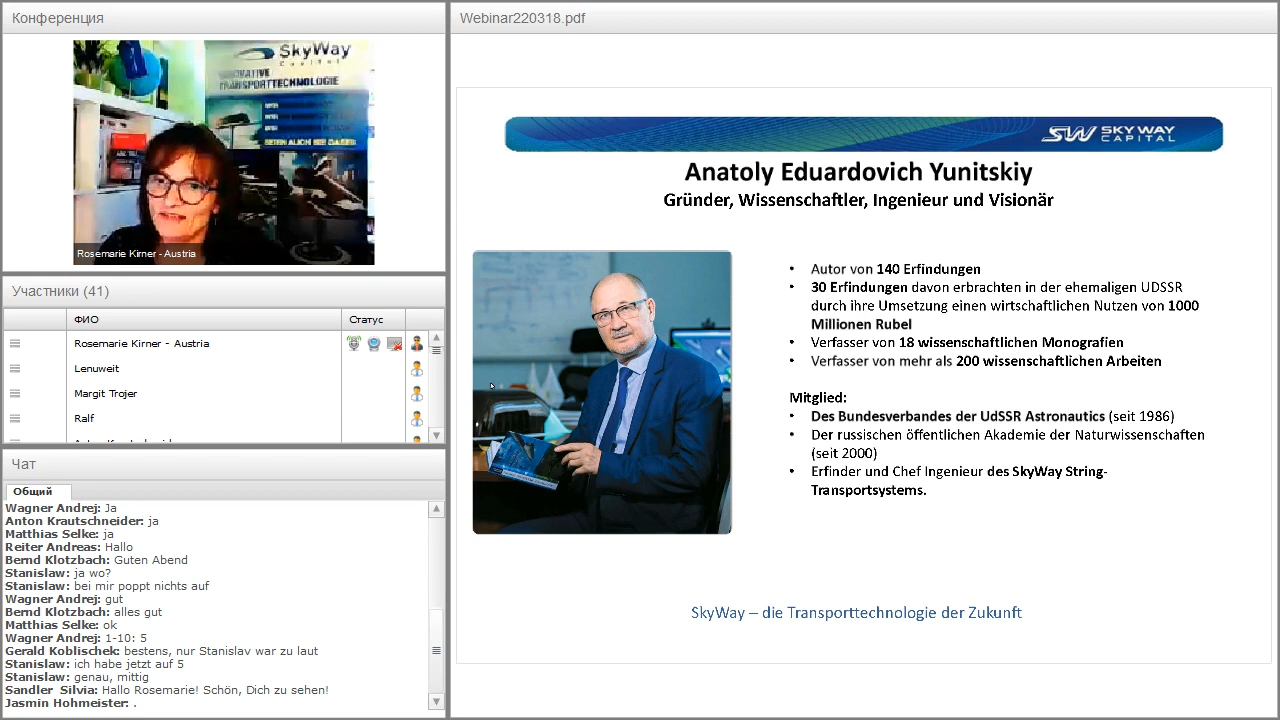 Конференция
SkyWay
Capital
INNOVATIVE
TRANSPORTTECHNOLOGIE
Rosemarie Kirner - Austria
Участники (41)
ФИО
Статус
Rosemarie Kirner - Austria
Lenuweit
Margit Trojer
Ralf
Чат
Общий
Wagner Andrej: Ja
Anton Krautschneider: ja
Matthias Selke: ja
Reiter Andreas: Hallo
Bernd Klotzbach: Guten Abend
Stanislaw: ja wo?
Stanislaw: bei mir poppt nichts auf
Wagner Andrej: gut
Bernd Klotzbach: alles gut
Matthias Selke: ok
Wagner Andrej: 1-10: 5
Gerald Koblischek: bestens, nur Stanislav war zu laut
Stanislaw: ich habe jetzt auf 5
Stanislaw: genau, mittig
Sandler Silvia: Hallo Rosemarie! Schön, Dich zu sehen!
Jasmin Hohmeister: .
Webinar220318.pdf
SW SKY WAY
CAPITAL
Anatoly Eduardovich Yunitskiy
Gründer, Wissenschaftler, Ingenieur und Visionär
• Autor von 140 Erfindungen
• 30 Erfindungen davon erbrachten in der ehemaligen UDSSR
durch ihre Umsetzung einen wirtschaftlichen Nutzen von 1000
Millionen Rubel
• Verfasser von 18 wissenschaftlichen Monografien
• Verfasser von mehr als 200 wissenschaftlichen Arbeiten
Mitglied:
• Des Bundesverbandes der UdSSR Astronautics (seit 1986)
• Der russischen öffentlichen Akademie der Naturwissenschaften
(seit 2000)
• Erfinder und Chef Ingenieur des SkyWay String-
Transportsystems.
SkyWay – die Transporttechnologie der Zukunft